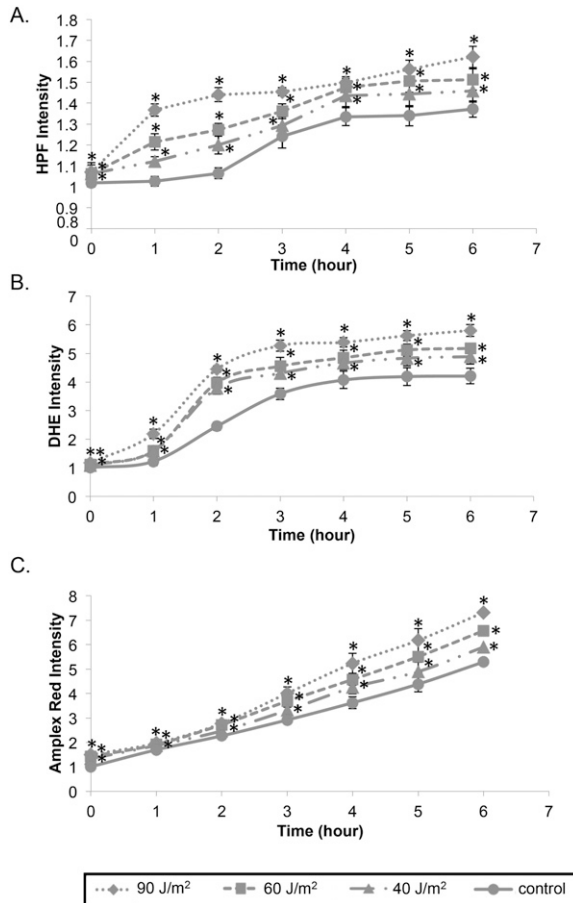 A.
1.8
1.7
1.6
1.5
1.4
1.3
1.2
1.1
1
0.9
0.8
0
HPF Intensity
0 1 2 3 4 5 6 7
Time (hour)
B.
7
6
5
4
3
2
1
0
DHE Intensity
0 1 2 3 4 5 6 7
Time (hour)
C.
8
7
6
5
4
3
2
1
0
Amplex Red Intensity
0 1 2 3 4 5 6 7
Time (hour)
90 J/m² 60 J/m² 40 J/m² control